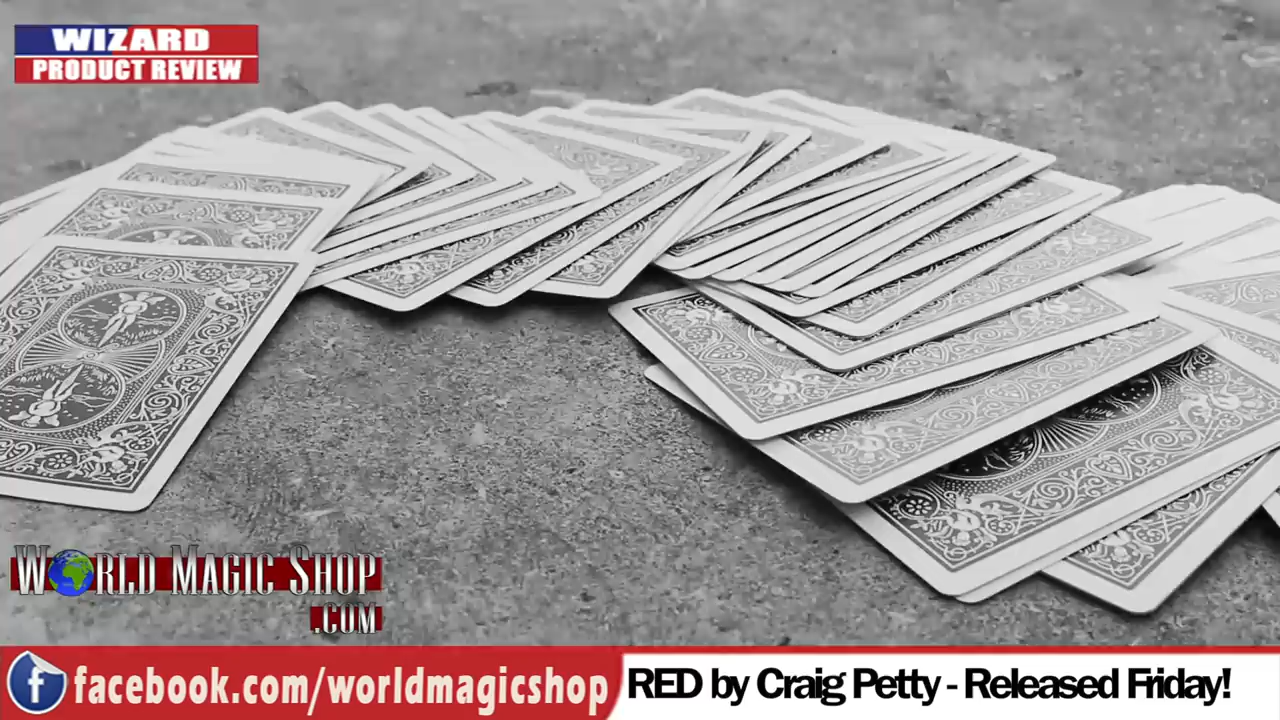 WIZARD
PRODUCT REVIEW
WORLD MAGIC SHOP
.COM
facebook.com/worldmagicshop
RED by Craig Petty - Released Friday!